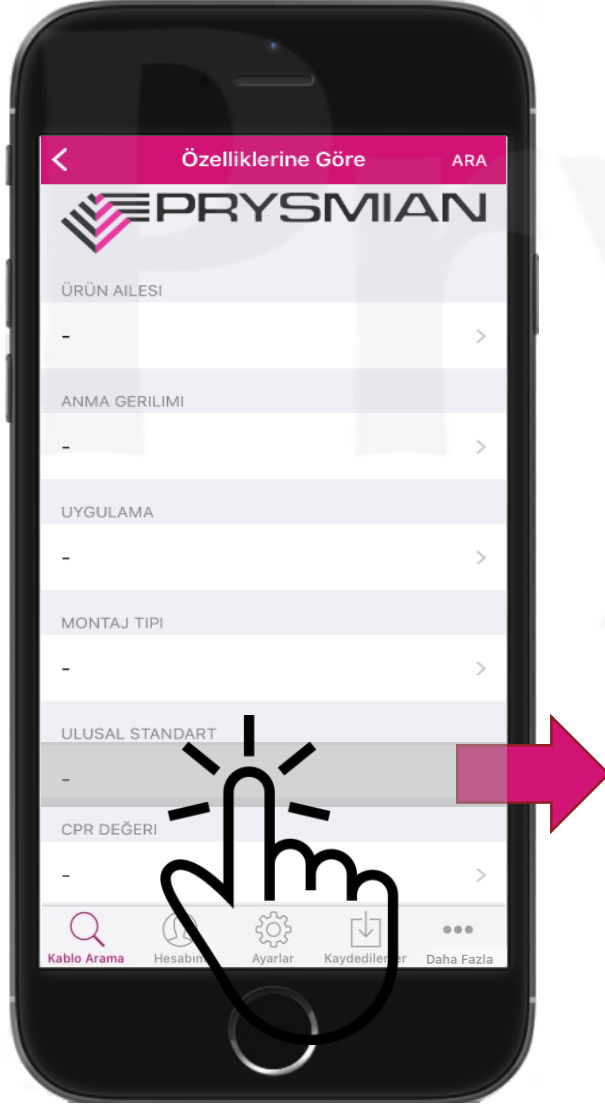 Özelliklerine Göre ARA
PRYSMIAN
ÜRÜN AILESI
-
ANMA GERILIMI
-
UYGULAMA
-
MONTAJ TIPI
-
ULUSAL STANDART
-
CPR DEĞERI
-
Kablo Arama Ayarlar Daha Fazla